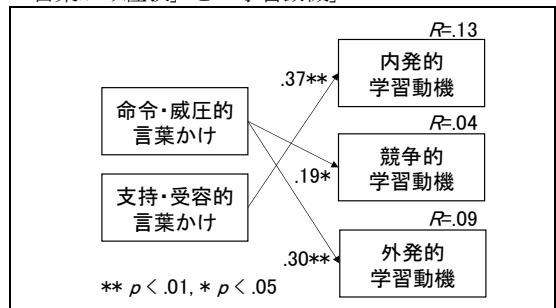 R=.13
内発的
学習動機
.37**
命令・威圧的
言葉かけ
R=.04
競争的
学習動機
.19*
支持・受容的
言葉かけ
R=.09
外発的
学習動機
.30**
** p < .01, * p < .05